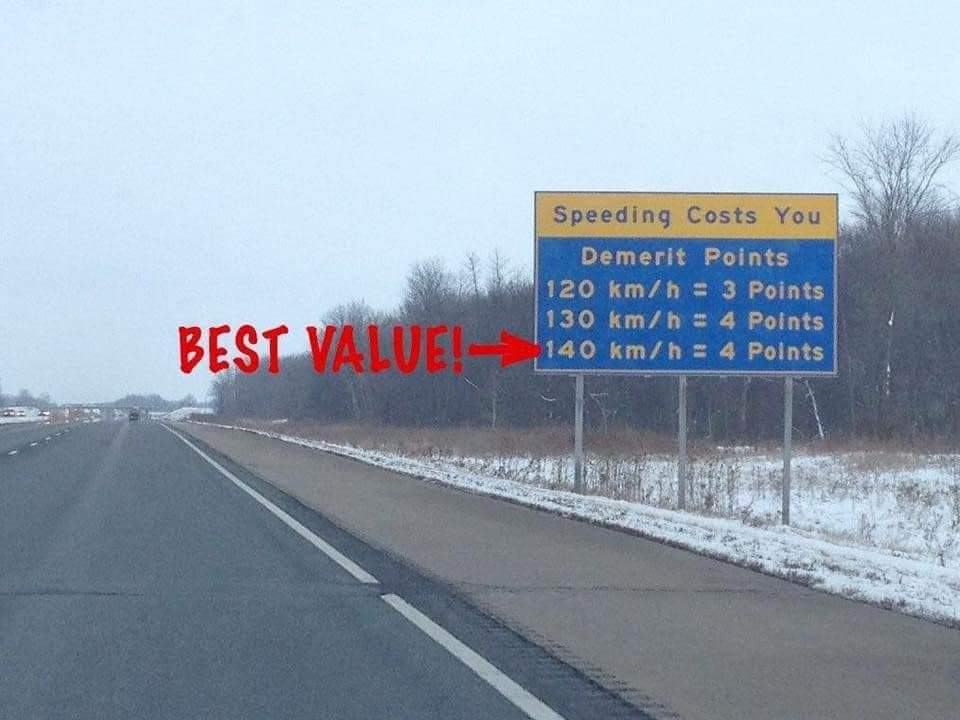 Speeding Costs You
Demerit Points
120 km/h = 3 Points
130 km/h = 4 Points
BEST VALUE! 140 km/h = 4 Points